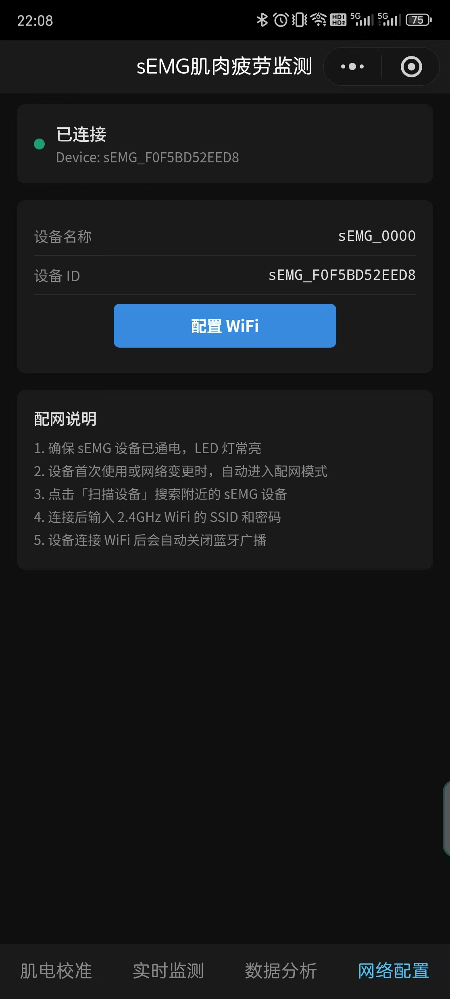 22:08
6 HD1 HD2 5G 5G 75
sEMG肌肉疲劳监测
已连接
Device: sEMG_F0F5BD52EED8
设备名称 sEMG_0000
设备 ID sEMG_F0F5BD52EED8
配置 WiFi
配网说明
1. 确保 sEMG 设备已通电，LED 灯常亮
2. 设备首次使用或网络变更时，自动进入配网模式
3. 点击「扫描设备」搜索附近的 sEMG 设备
4. 连接后输入 2.4GHz WiFi 的 SSID 和密码
5. 设备连接 WiFi 后会自动关闭蓝牙广播
肌电校准 实时监测 数据分析 网络配置